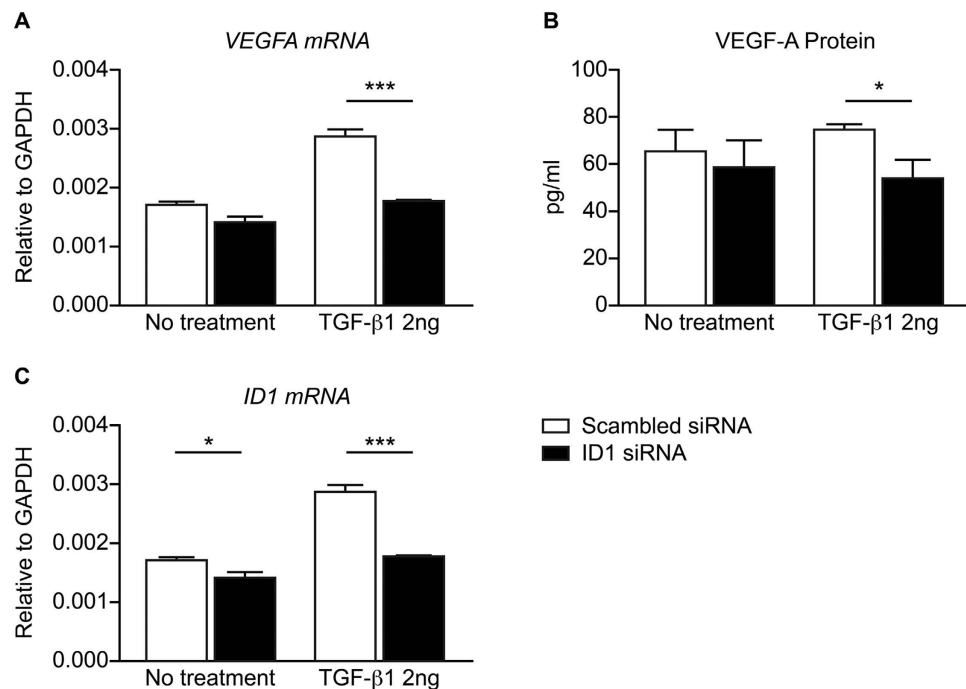 A
VEGFA mRNA
Relative to GAPDH
0.004
0.003
0.002
0.001
0.000
***
No treatment
TGF-β1 2ng
B
VEGF-A Protein
pg/ml
100
80
60
40
20
0
*
No treatment
TGF-β1 2ng
C
ID1 mRNA
Relative to GAPDH
0.004
0.003
0.002
0.001
0.000
*
***
No treatment
TGF-β1 2ng
Scambled siRNA
ID1 siRNA